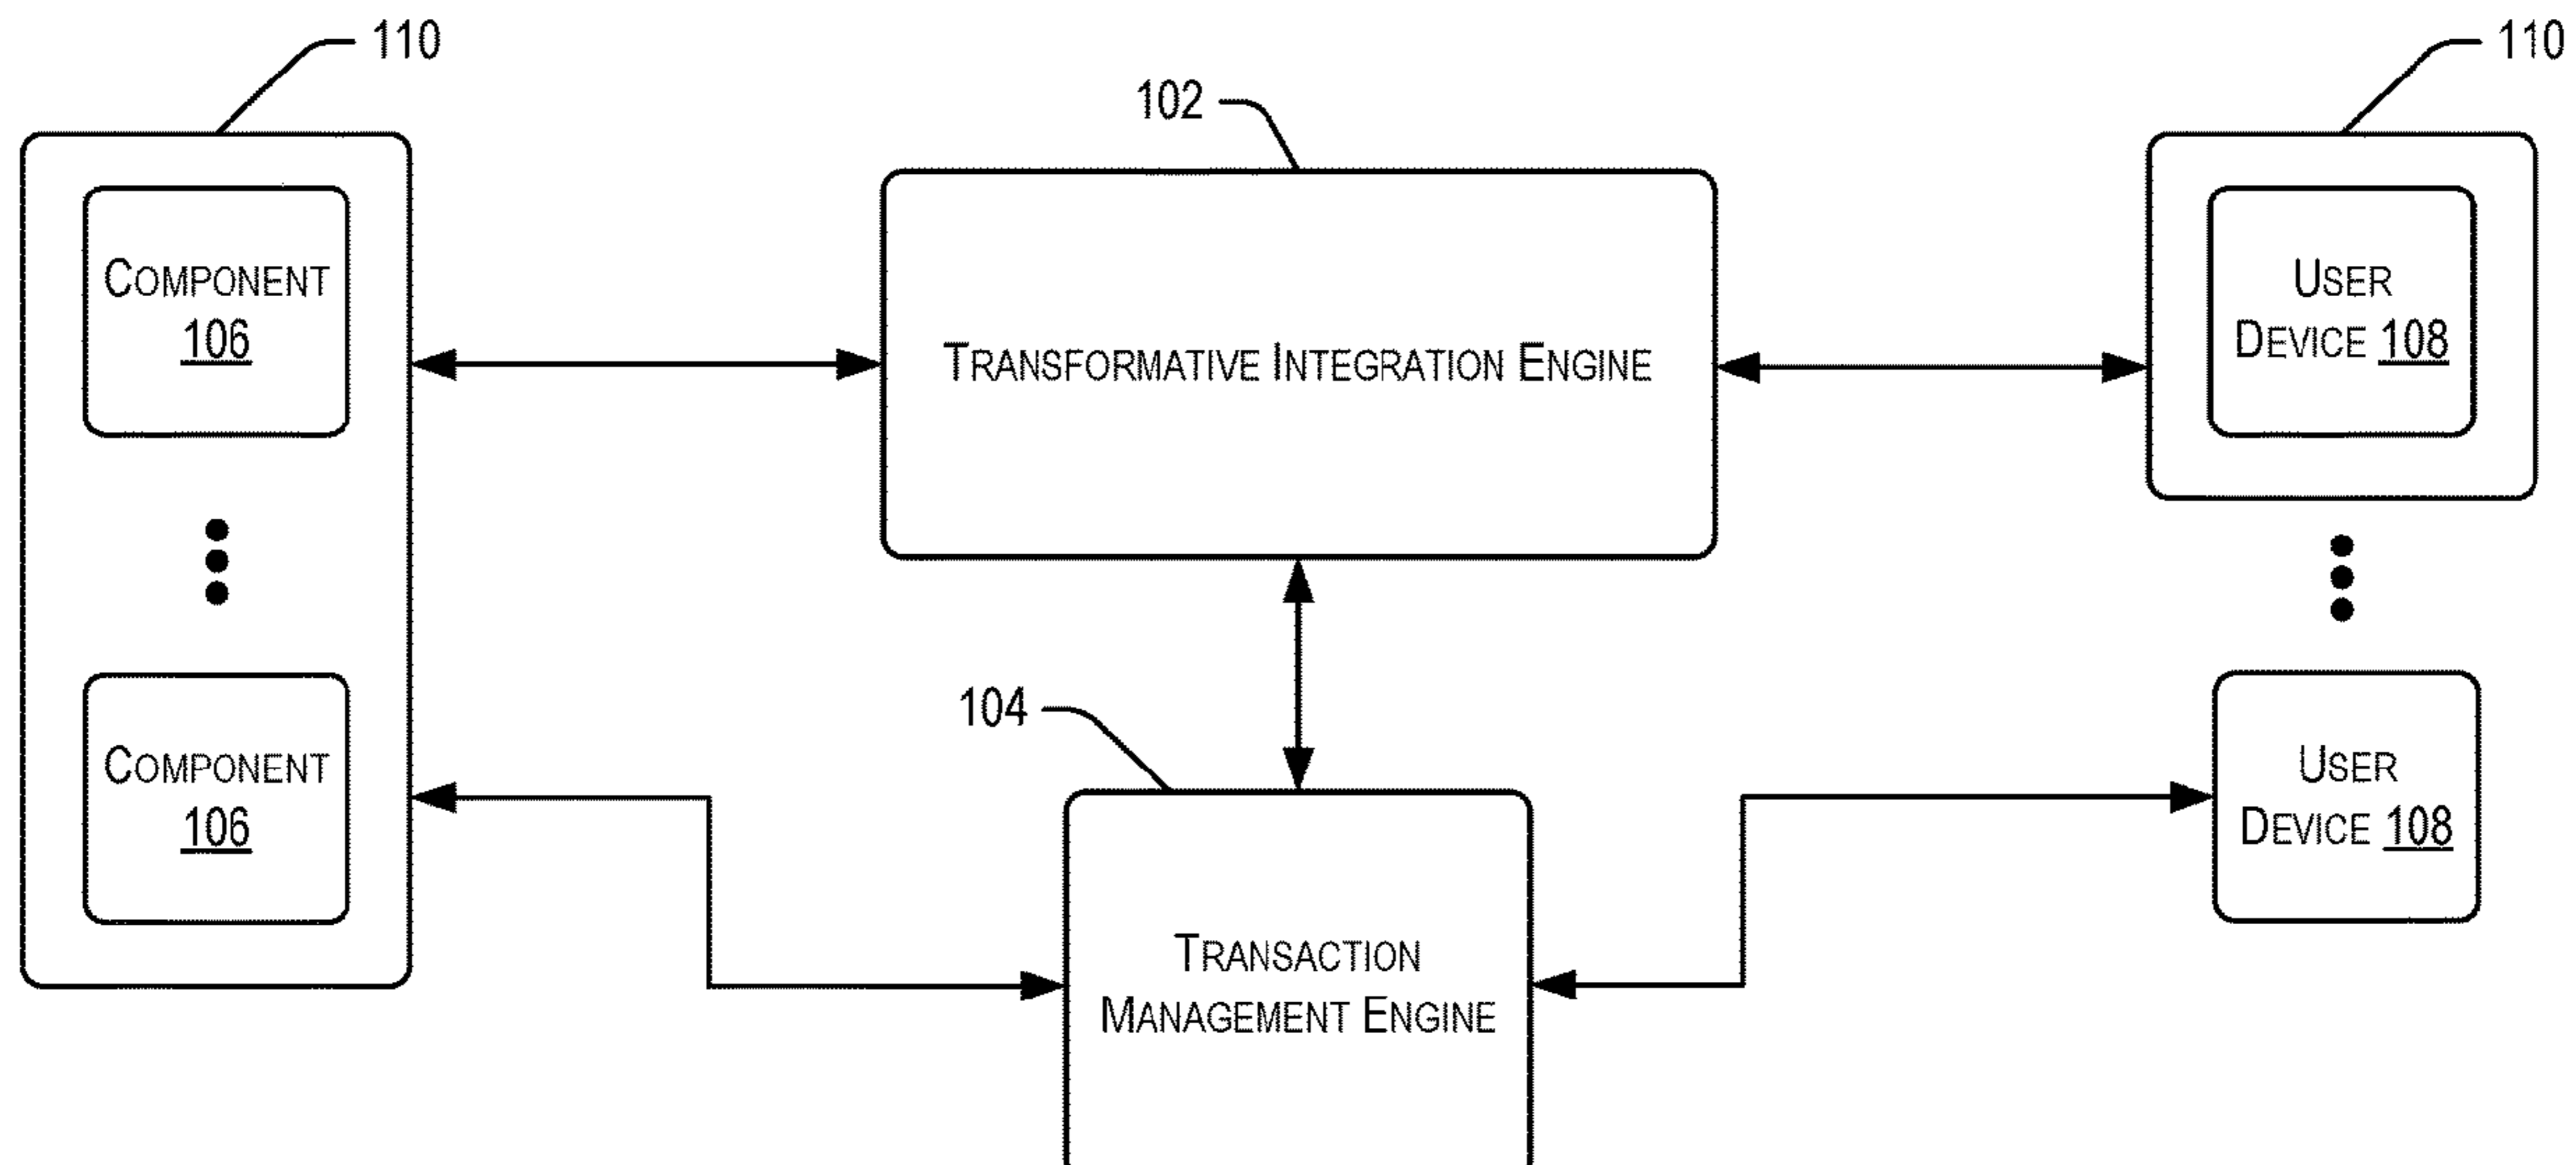 110
110
102
COMPONENT
106
TRANSFORMATIVE INTEGRATION ENGINE
USER
DEVICE 108
104
COMPONENT
106
USER
DEVICE 108
TRANSACTION
MANAGEMENT ENGINE